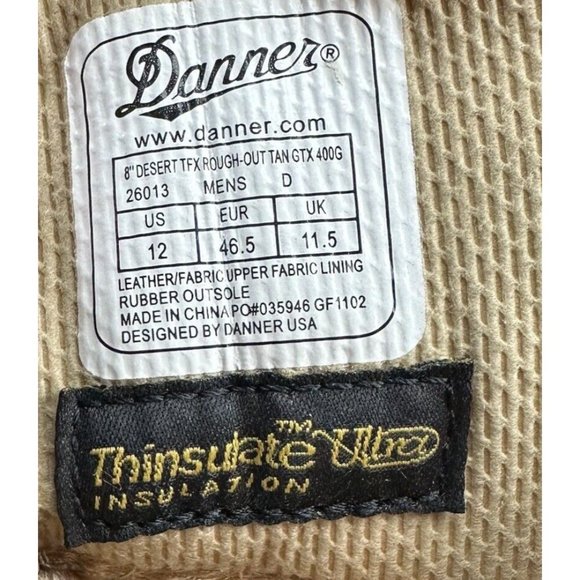 Danner®
www.danner.com
8" DESERT TFX ROUGH-OUT TAN GTX 400G
26013 MENS D
US EUR UK
12 46.5 11.5
LEATHER/FABRIC UPPER FABRIC LINING
RUBBER OUTSOLE
MADE IN CHINA PO#035946 GF1102
DESIGNED BY DANNER USA
Thinsulate™ Ultra
INSULATION